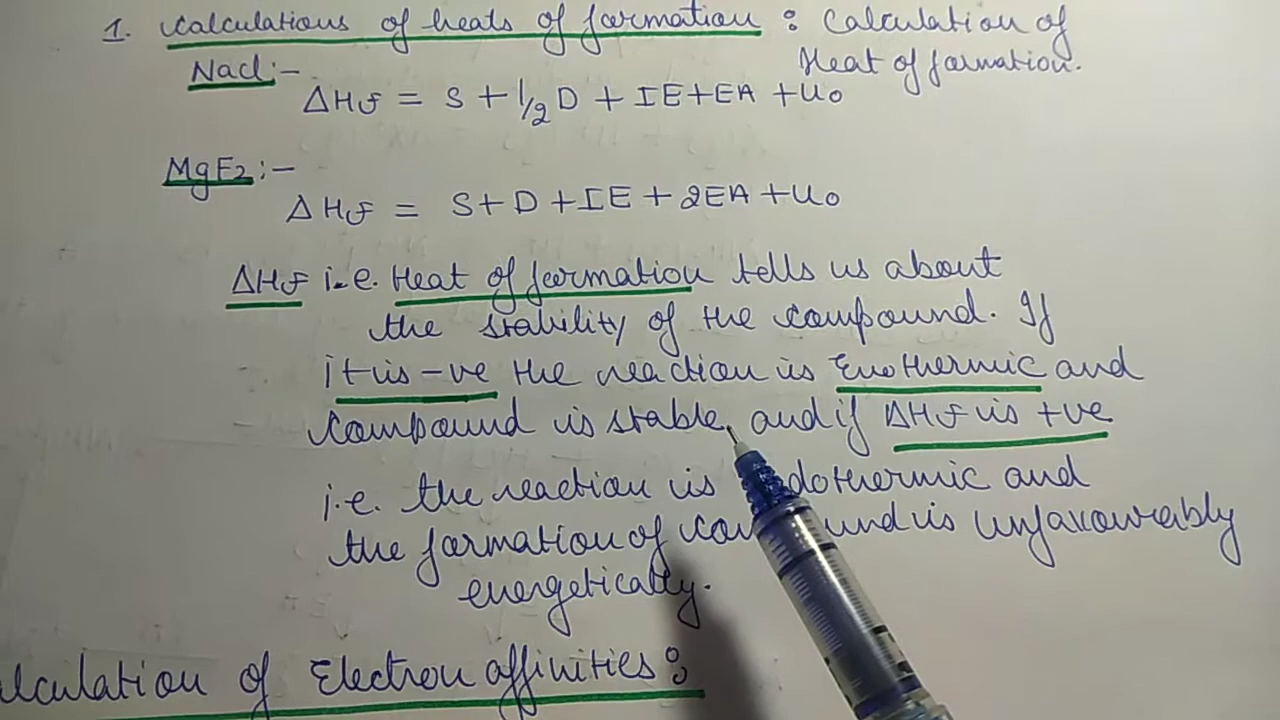 1. Calculations of heats of formation : Calculation of
Heat of formation.
Nacl :-
ΔHf = S + 1/2 D + IE + EA + U₀
MgF2 :-
ΔHf = S + D + IE + 2EA + U₀
ΔHf i.e. Heat of formation tells us about
the stability of the compound. If
it is -ve the reaction is Exothermic and
compound is stable and if ΔHf is +ve
i.e. the reaction is dothermic and
the formation of com und is unfavourably
energetically.
lculation of Electron affinities :